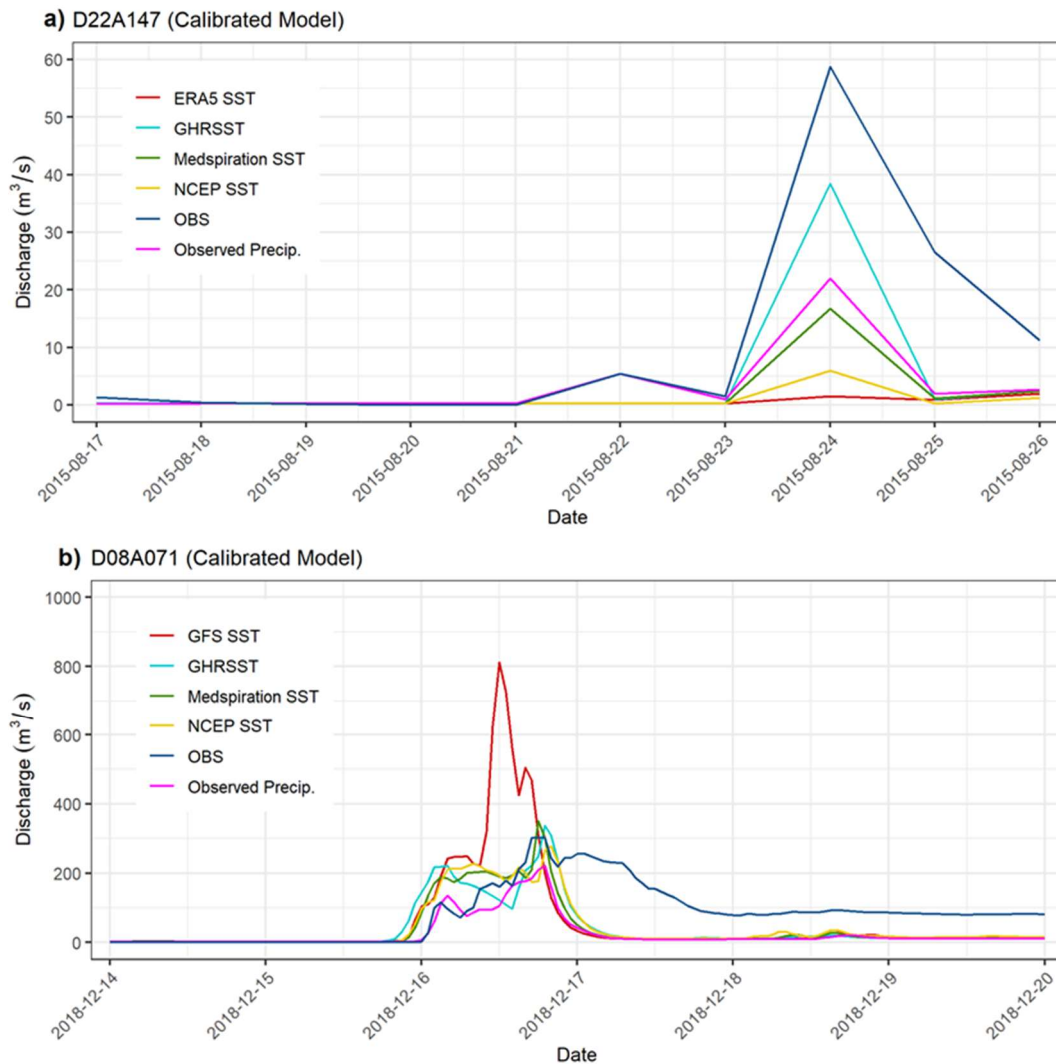 a) D22A147 (Calibrated Model)
60
50
40
30
20
10
0
Discharge (m³/s)
ERA5 SST
GHRSST
Medspiration SST
NCEP SST
OBS
Observed Precip.
2015-08-17
2015-08-18
2015-08-19
2015-08-20
2015-08-21
2015-08-22
2015-08-23
2015-08-24
2015-08-25
2015-08-26
Date
b) D08A071 (Calibrated Model)
1000
800
600
400
200
0
Discharge (m³/s)
GFS SST
GHRSST
Medspiration SST
NCEP SST
OBS
Observed Precip.
2018-12-14
2018-12-15
2018-12-16
2018-12-17
2018-12-18
2018-12-19
2018-12-20
Date